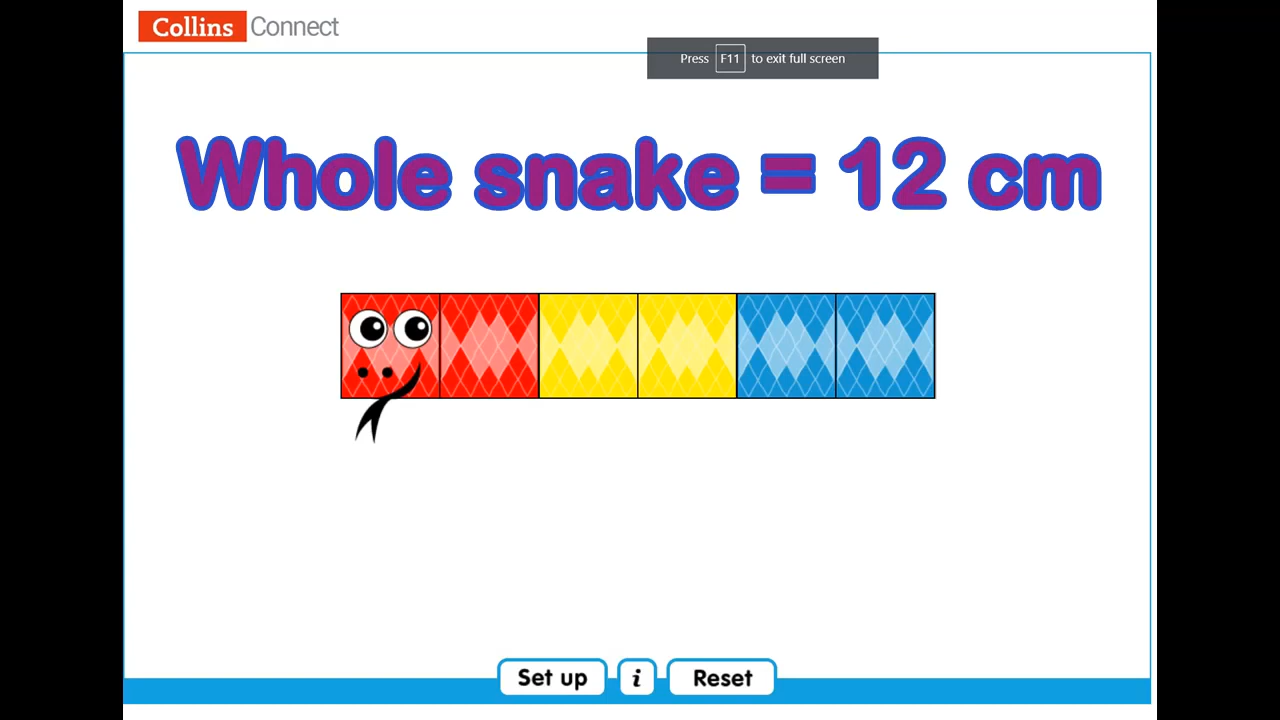 Collins Connect
Press F11 to exit full screen
Whole snake = 12 cm
Set up i Reset